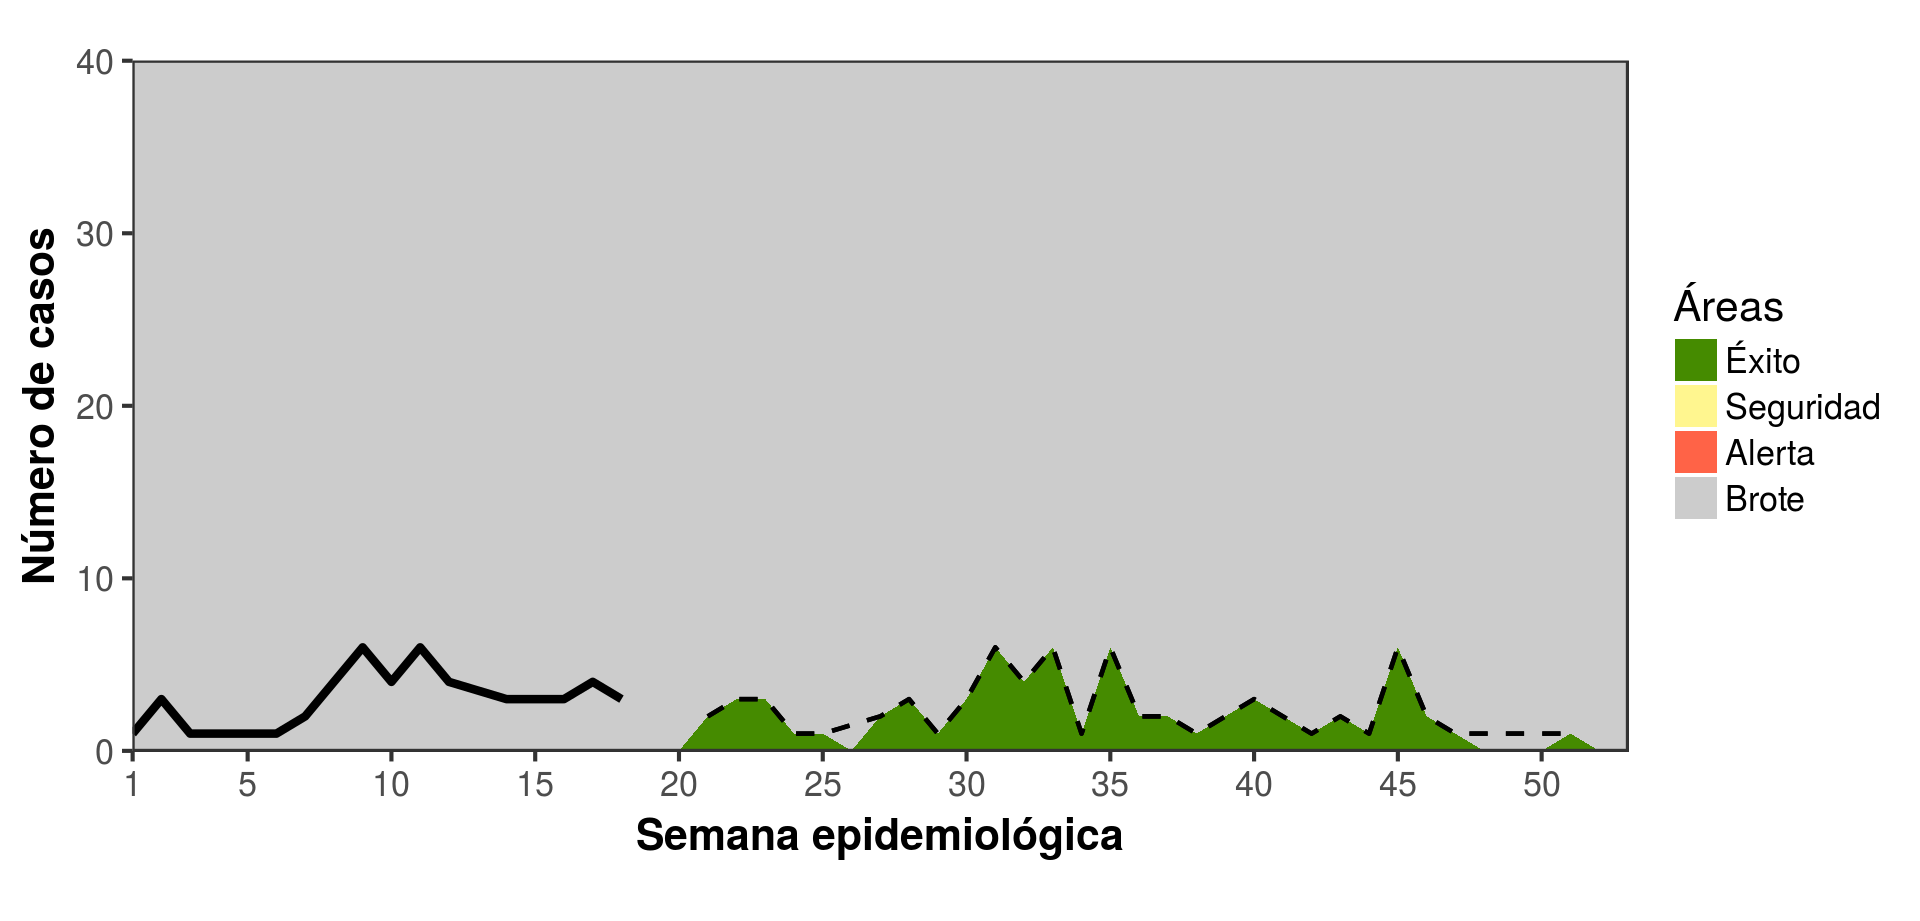 40
30
20
10
0
Número de casos
1 5 10 15 20 25 30 35 40 45 50
Semana epidemiológica
Áreas
Éxito
Seguridad
Alerta
Brote